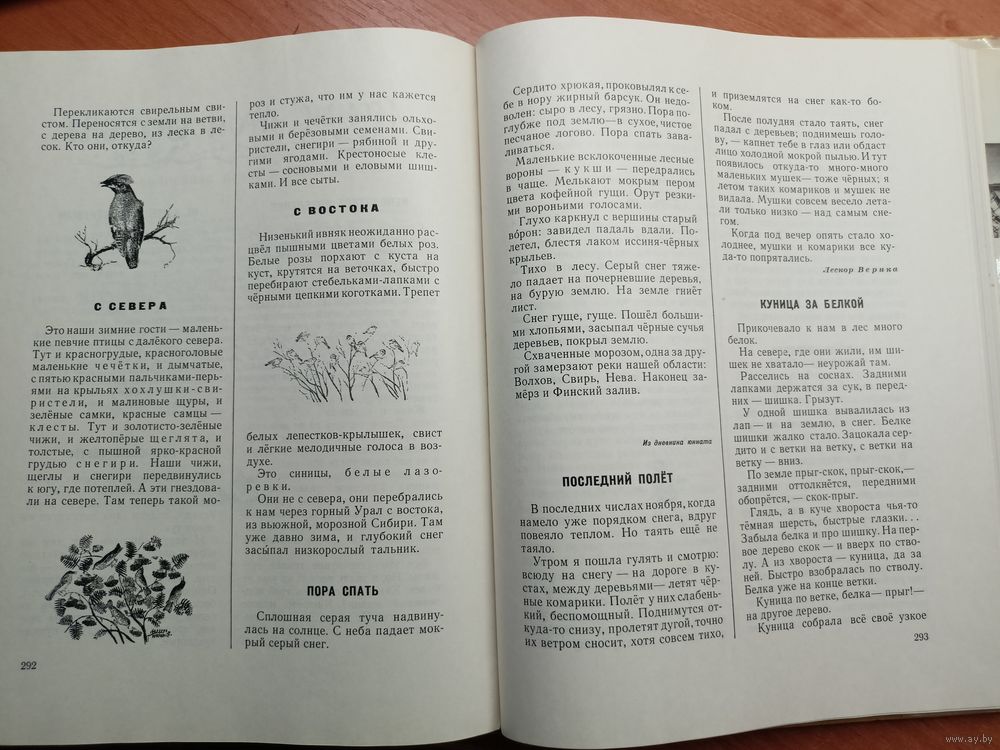 Перекликаются свирельным сви-
стом. Переносятся с земли на ветви,
с дерева на дерево, из леска в ле-
сок. Кто они, откуда?
С СЕВЕРА
Это наши зимние гости — малень-
кие певчие птицы с далёкого севера.
Тут и красногрудые, красноголовые
маленькие чечётки, и дымчатые,
с пятью красными пальчиками-перь-
ями на крыльях хохлушки-сви-
ристели, и малиновые щуры, и
зелёные самки, красные самцы —
клесты. Тут и золотисто-зелёные
чижи, и желтопёрые щеглята, и
толстые, с пышной ярко-красной
грудью снегири. Наши чижи,
щеглы и снегири передвинулись
к югу, где потеплей. А эти гнездова-
ли на севере. Там теперь такой мо-
292
роз и стужа, что им у нас кажется
тепло.
Чижи и чечётки занялись ольхо-
выми и берёзовыми семенами. Сви-
ристели, снегири — рябиной и дру-
гими ягодами. Крестоносые кле-
сты — сосновыми и еловыми шиш-
ками. И все сыты.
С ВОСТОКА
Низенький ивняк неожиданно рас-
цвёл пышными цветами белых роз.
Белые розы порхают с куста на
куст, крутятся на веточках, быстро
перебирают стебельками-лапками с
чёрными цепкими коготками. Трепет
белых лепестков-крылышек, свист
и лёгкие мелодичные голоса в воз-
духе.
Это синицы, белые лазо-
ревки.
Они не с севера, они перебрались
к нам через горный Урал с востока,
из вьюжной, морозной Сибири. Там
уже давно зима, и глубокий снег
засы́пал низкорослый тальник.
ПОРА СПАТЬ
Сплошная серая туча надвину-
лась на солнце. С неба падает мок-
рый серый снег.
Сердито хрюкая, проковылял к се-
бе в нору жирный барсук. Он недо-
волен: сыро в лесу, грязно. Пора по-
глубже под землю—в сухое, чистое
песчаное логово. Пора спать зава-
ливаться.
Маленькие всклокоченные лесные
вороны — кукши — передрались
в чаще. Мелькают мокрым пером
цвета кофейной гущи. Орут резки-
ми вороньими голосами.
Глухо каркнул с вершины старый
во́рон: завидел падаль вдали. По-
летел, блестя лаком иссиня-чёрных
крыльев.
Тихо в лесу. Серый снег тяже-
ло падает на почерневшие деревья,
на бурую землю. На земле гниёт
лист.
Снег гуще, гуще. Пошёл больши-
ми хлопьями, засыпал чёрные сучья
деревьев, покрыл землю.
Схваченные морозом, одна за дру-
гой замерзают реки нашей области:
Волхов, Свирь, Нева. Наконец за-
мёрз и Финский залив.
Из дневника юнната
ПОСЛЕДНИЙ ПОЛЁТ
В последних числах ноября, когда
намело уже порядком снега, вдруг
повеяло теплом. Но таять ещё не
таяло.
Утром я пошла гулять и смотрю:
всюду на снегу — на дороге в ку-
стах, между деревьями— летят чёр-
ные комарики. Полёт у них слабень-
кий, беспомощный. Поднимутся от-
куда-то снизу, пролетят дугой, точно
их ветром сносит, хотя совсем тихо,
и приземлятся на снег как-то бо-
ком.
После полудня стало таять, снег
падал с деревьев; поднимешь голо-
ву, — капнет тебе в глаз или обдаст
лицо холодной мокрой пылью. И тут
появилось откуда-то много-много
маленьких мушек— тоже чёрных; я
летом таких комариков и мушек не
видала. Мушки совсем весело лета-
ли только низко — над самым сне-
гом.
Когда под вечер опять стало хо-
лоднее, мушки и комарики все ку-
да-то попрятались.
Лескор Верика
КУНИЦА ЗА БЕЛКОЙ
Прикочевало к нам в лес много
белок.
На севере, где они жили, им ши-
шек не хватало— неурожай там.
Расселись на соснах. Задними
лапками держатся за сук, в перед-
них — шишка. Грызут.
У одной шишка вывалилась из
лап — и на землю, в снег. Белке
шишки жалко стало. Зацокала сер-
дито и с ветки на ветку, с ветки на
ветку — вниз.
По земле прыг-скок, прыг-скок,—
задними оттолкнётся, передними
обопрётся, — скок-прыг.
Глядь, а в куче хвороста чья-то
тёмная шерсть, быстрые глазки...
Забыла белка и про шишку. На пер-
вое дерево скок — и вверх по ство-
лу. А из хвороста — куница, да за
ней. Быстро взобралась по стволу.
Белка уже на конце ветки.
Куница по ветке, белка— прыг!—
на другое дерево.
Куница собрала всё своё узкое
293
www.ay.by